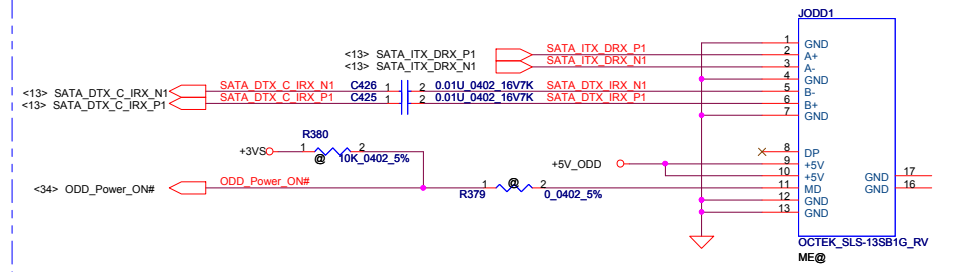 JODD1
<13> SATA_ITX_DRX_P1 SATA_ITX_DRX_P1 1 GND
<13> SATA_ITX_DRX_N1 SATA_ITX_DRX_N1 2 A+
3 A-
4 GND
<13> SATA_DTX_C_IRX_N1 SATA_DTX_C_IRX_N1 C426 1 2 0.01U_0402_16V7K SATA_DTX_IRX_N1 5 B-
<13> SATA_DTX_C_IRX_P1 SATA_DTX_C_IRX_P1 C425 1 2 0.01U_0402_16V7K SATA_DTX_IRX_P1 6 B+
7 GND
R380
+3VS 1 2 8 DP
@ 10K_0402_5% +5V_ODD 9 +5V
10 +5V GND 17
<34> ODD_Power_ON# ODD_Power_ON# 1 @ 2 11 MD GND 16
R379 0_0402_5% 12 GND
13 GND
OCTEK_SLS-13SB1G_RV
ME@